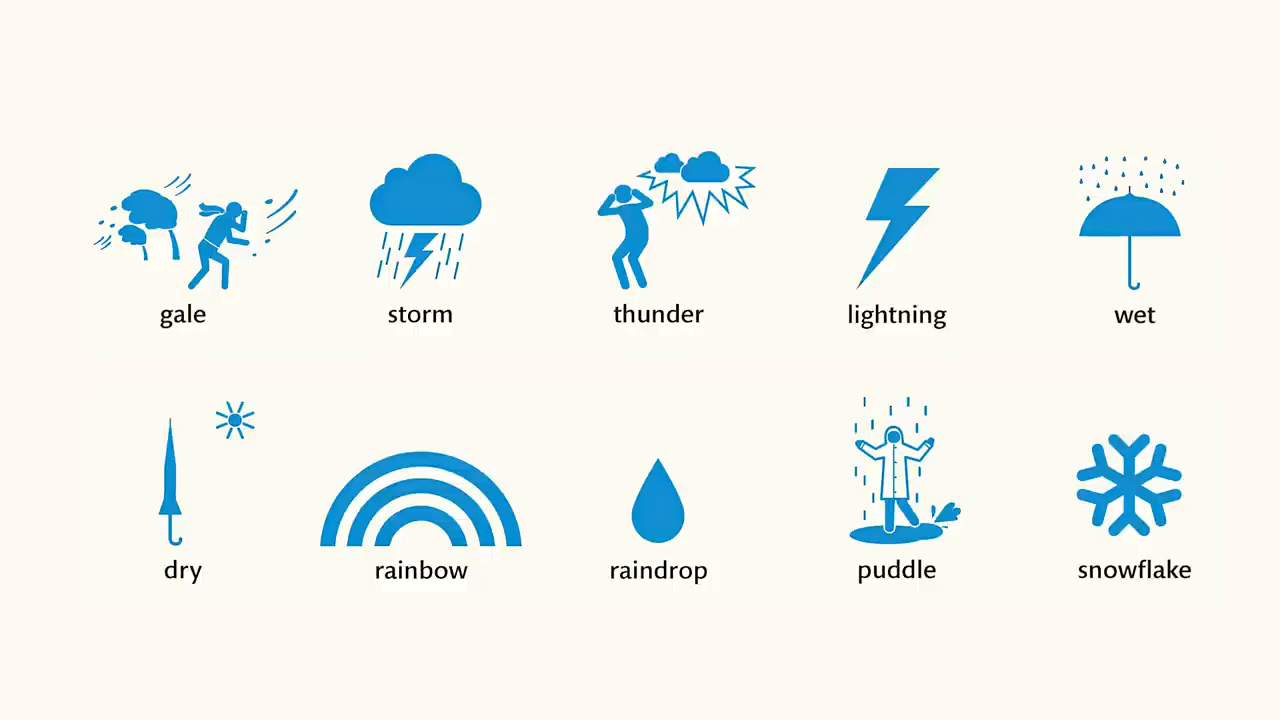 gale
storm
thunder
lightning
wet
dry
rainbow
raindrop
puddle
snowflake